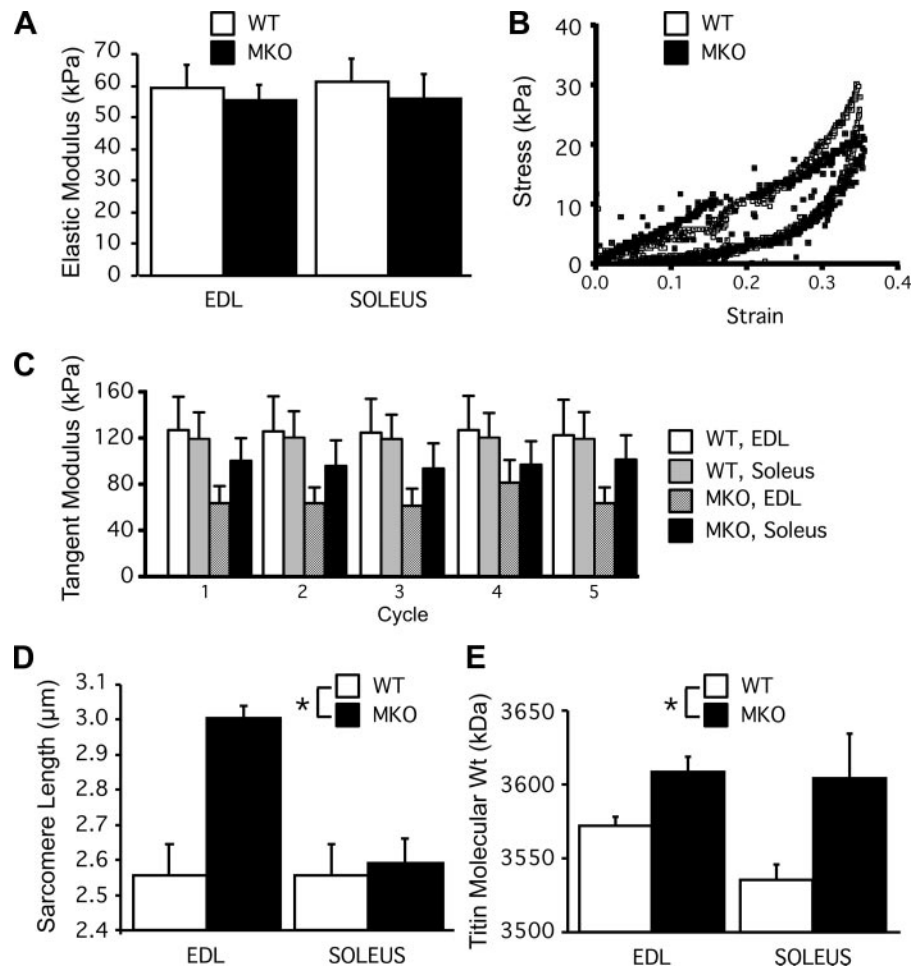 A
WT
MKO
Elastic Modulus (kPa)
70
60
50
40
30
20
10
0
EDL
SOLEUS
B
WT
MKO
Stress (kPa)
40
30
20
10
0
0.0
0.1
0.2
0.3
0.4
Strain
C
Tangent Modulus (kPa)
160
120
80
40
0
1
2
3
4
5
Cycle
WT, EDL
WT, Soleus
MKO, EDL
MKO, Soleus
D
* WT
MKO
Sarcomere Length (µm)
3.1
3.0
2.9
2.8
2.7
2.6
2.5
2.4
EDL
SOLEUS
E
* WT
MKO
Titin Molecular Wt (kDa)
3650
3600
3550
3500
EDL
SOLEUS